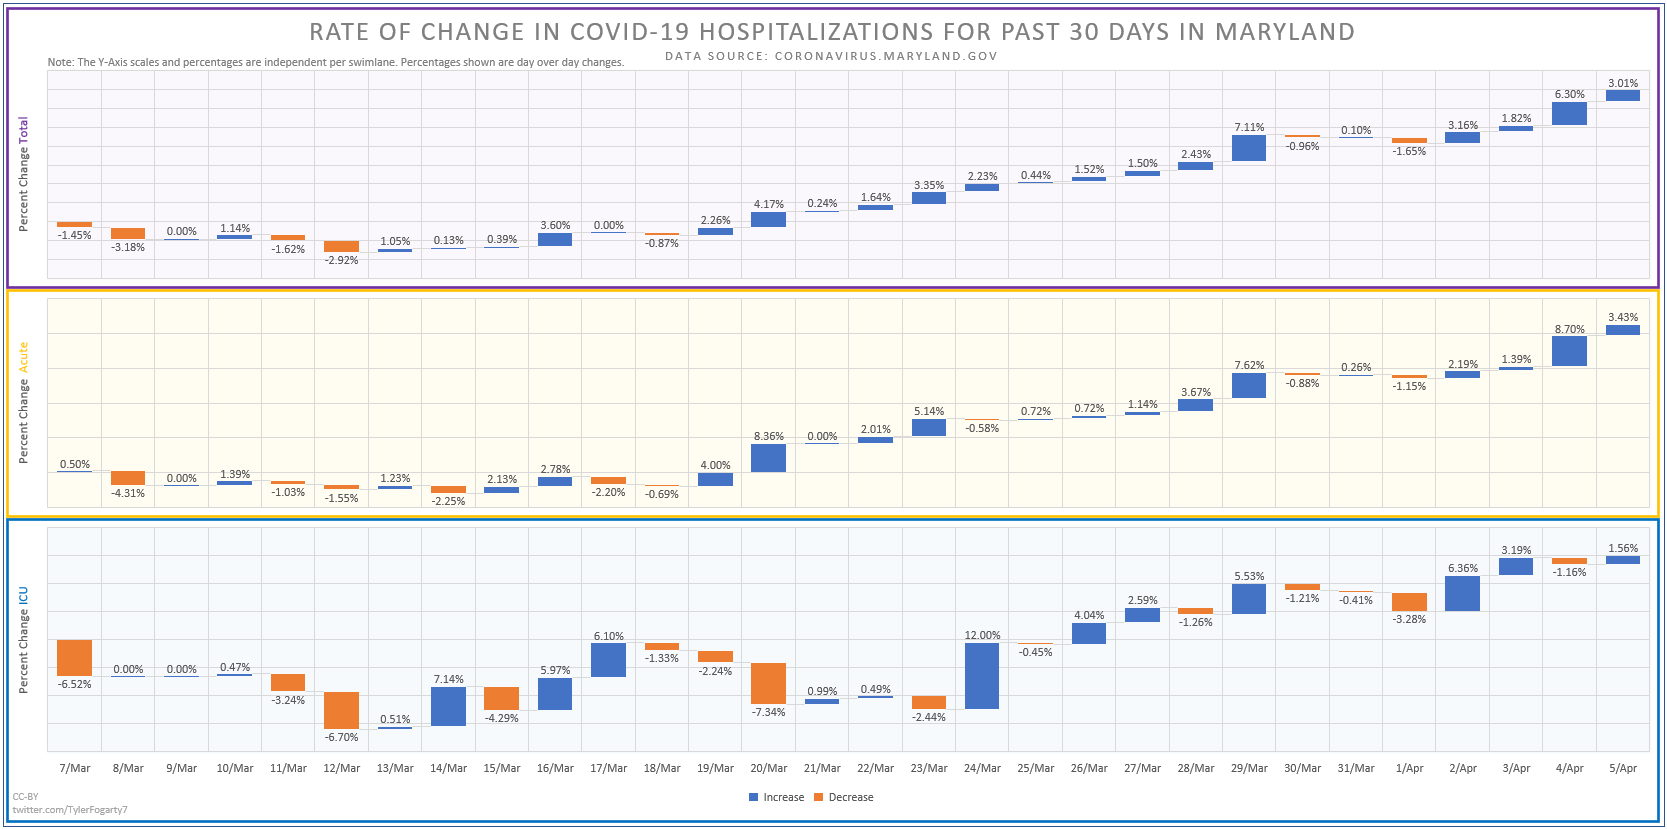 RATE OF CHANGE IN COVID-19 HOSPITALIZATIONS FOR PAST 30 DAYS IN MARYLAND
DATA SOURCE: CORONAVIRUS.MARYLAND.GOV
Note: The Y-Axis scales and percentages are independent per swimlane. Percentages shown are day over day changes.
Percent Change Total
-1.45% -3.18% 0.00% 1.14% -1.62% -2.92% 1.05% 0.13% 0.39% 3.60% 0.00% -0.87% 2.26% 4.17% 0.24% 1.64% 3.35% 2.23% 0.44% 1.52% 1.50% 2.43% 7.11% -0.96% 0.10% -1.65% 3.16% 1.82% 6.30% 3.01%
Percent Change Acute
0.50% -4.31% 0.00% 1.39% -1.03% -1.55% 1.23% -2.25% 2.13% 2.78% -2.20% -0.69% 4.00% 8.36% 0.00% 2.01% 5.14% -0.58% 0.72% 0.72% 1.14% 3.67% 7.62% -0.88% 0.26% -1.15% 2.19% 1.39% 8.70% 3.43%
Percent Change ICU
-6.52% 0.00% 0.00% 0.47% -3.24% -6.70% 0.51% 7.14% -4.29% 5.97% 6.10% -1.33% -2.24% -7.34% 0.99% 0.49% -2.44% 12.00% -0.45% 4.04% 2.59% -1.26% 5.53% -1.21% -0.41% -3.28% 6.36% 3.19% -1.16% 1.56%
7/Mar 8/Mar 9/Mar 10/Mar 11/Mar 12/Mar 13/Mar 14/Mar 15/Mar 16/Mar 17/Mar 18/Mar 19/Mar 20/Mar 21/Mar 22/Mar 23/Mar 24/Mar 25/Mar 26/Mar 27/Mar 28/Mar 29/Mar 30/Mar 31/Mar 1/Apr 2/Apr 3/Apr 4/Apr 5/Apr
Increase Decrease
CC-BY
twitter.com/TylerFogarty7